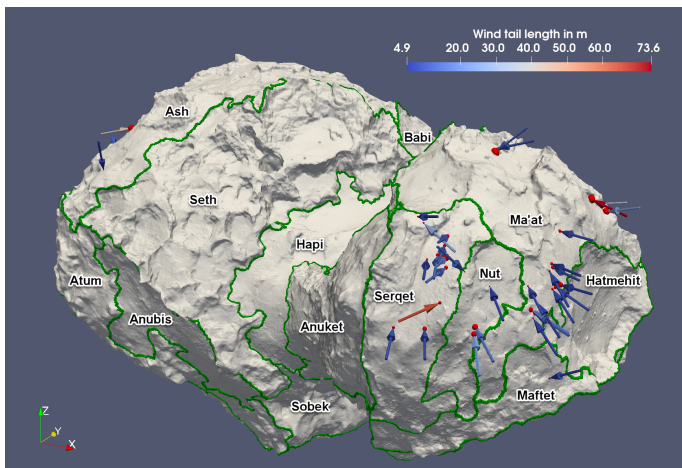 Wind tail length in m
4.9 20.0 30.0 40.0 50.0 60.0 73.6
Ash
Babi
Seth
Ma'at
Hapi
Nut
Atum
Hatmehit
Serqet
Anubis
Anuket
Maftet
Sobek
Z
Y
X